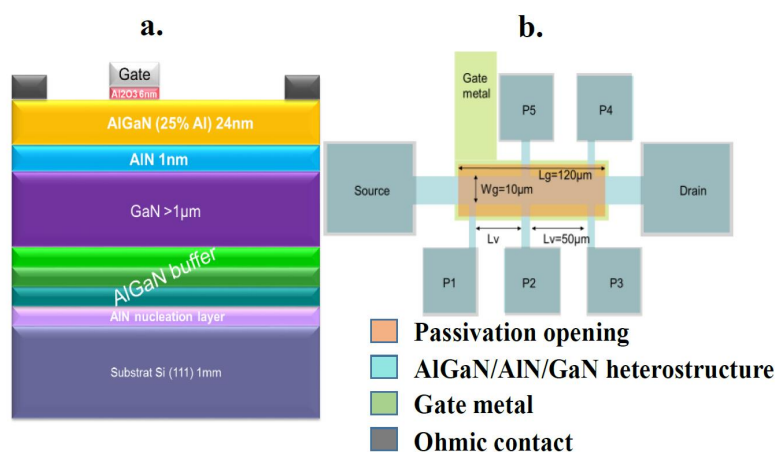 a.
Gate
Al2O3 6nm
AlGaN (25% Al) 24nm
AlN 1nm
GaN >1µm
AlGaN buffer
AlN nucleation layer
Substrat Si (111) 1mm
b.
Gate
metal
P5
P4
Source
Lg=120µm
Wg=10µm
Drain
Lv
Lv=50µm
P1
P2
P3
Passivation opening
AlGaN/AlN/GaN heterostructure
Gate metal
Ohmic contact